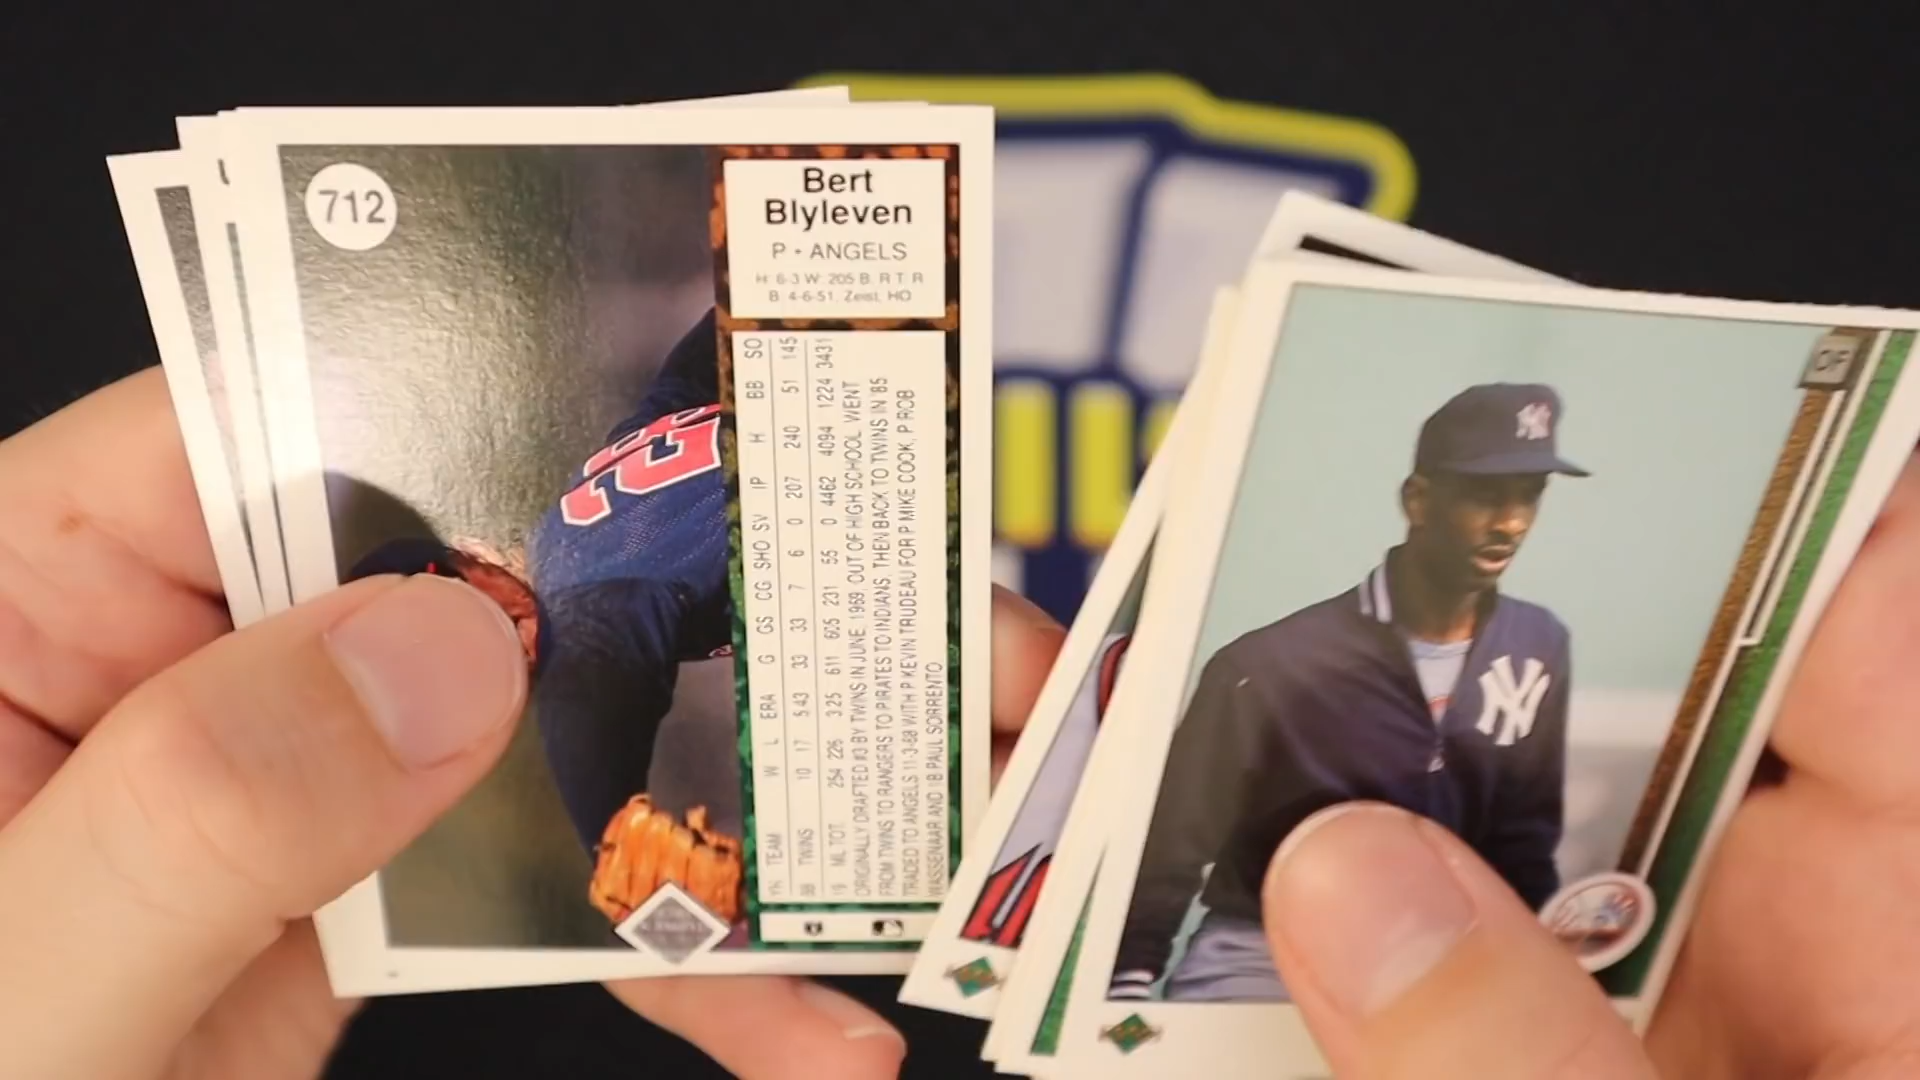 712
Bert
Blyleven
P • ANGELS
H: 6-3 W: 205 B: R T: R
B: 4-6-51, Zeist, HO
YR TEAM W L ERA G GS CG SHO SV IP H BB SO
88 TWINS 10 17 5.43 33 33 7 6 0 207 240 51 145
19 ML TOT. 254 226 3.25 611 605 231 55 0 4462 4094 1224 3431
ORIGINALLY DRAFTED #3 BY TWINS IN JUNE, 1969 OUT OF HIGH SCHOOL. WENT
FROM TWINS TO RANGERS TO PIRATES TO INDIANS, THEN BACK TO TWINS IN '85
TRADED TO ANGELS 11-3-88 WITH P KEVIN TRUDEAU FOR P MIKE COOK, P ROB
WASSENAAR AND 1B PAUL SORRENTO
OF
NY
NY